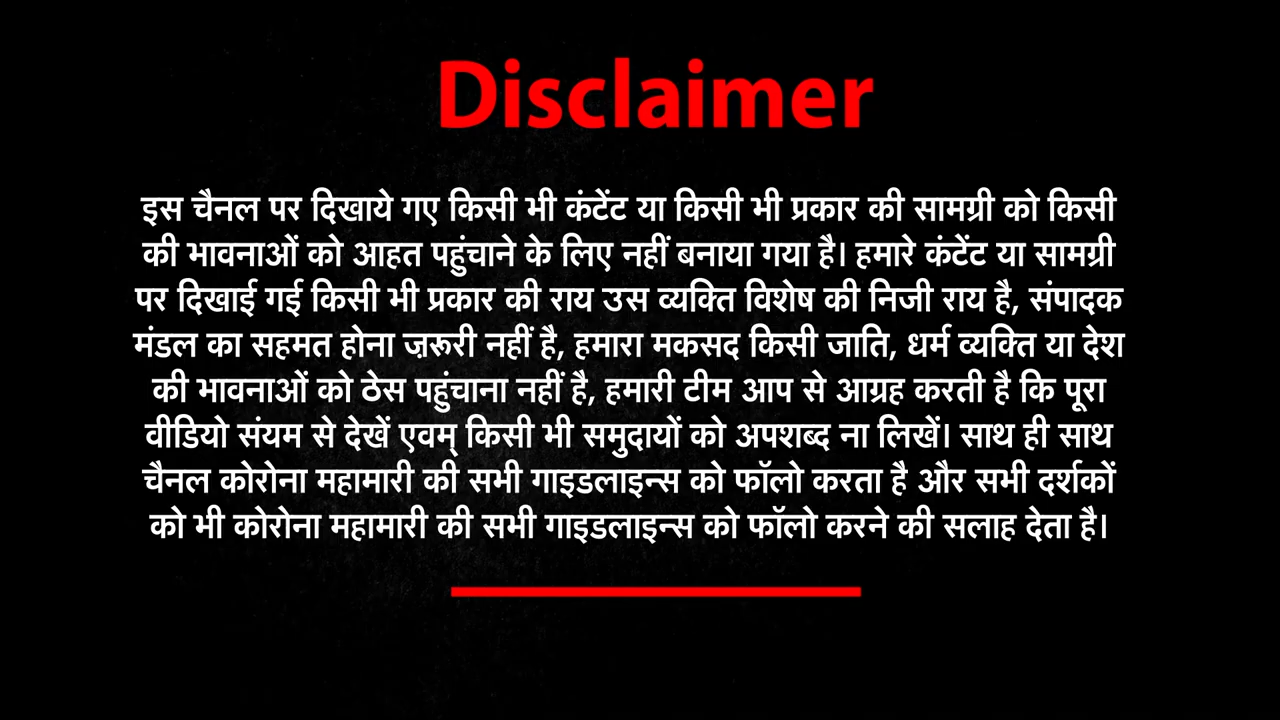 Disclaimer
इस चैनल पर दिखाये गए किसी भी कंटेंट या किसी भी प्रकार की सामग्री को किसी
की भावनाओं को आहत पहुंचाने के लिए नहीं बनाया गया है। हमारे कंटेंट या सामग्री
पर दिखाई गई किसी भी प्रकार की राय उस व्यक्ति विशेष की निजी राय है, संपादक
मंडल का सहमत होना ज़रूरी नहीं है, हमारा मकसद किसी जाति, धर्म व्यक्ति या देश
की भावनाओं को ठेस पहुंचाना नहीं है, हमारी टीम आप से आग्रह करती है कि पूरा
वीडियो संयम से देखें एवम् किसी भी समुदायों को अपशब्द ना लिखें। साथ ही साथ
चैनल कोरोना महामारी की सभी गाइडलाइन्स को फॉलो करता है और सभी दर्शकों
को भी कोरोना महामारी की सभी गाइडलाइन्स को फॉलो करने की सलाह देता है।